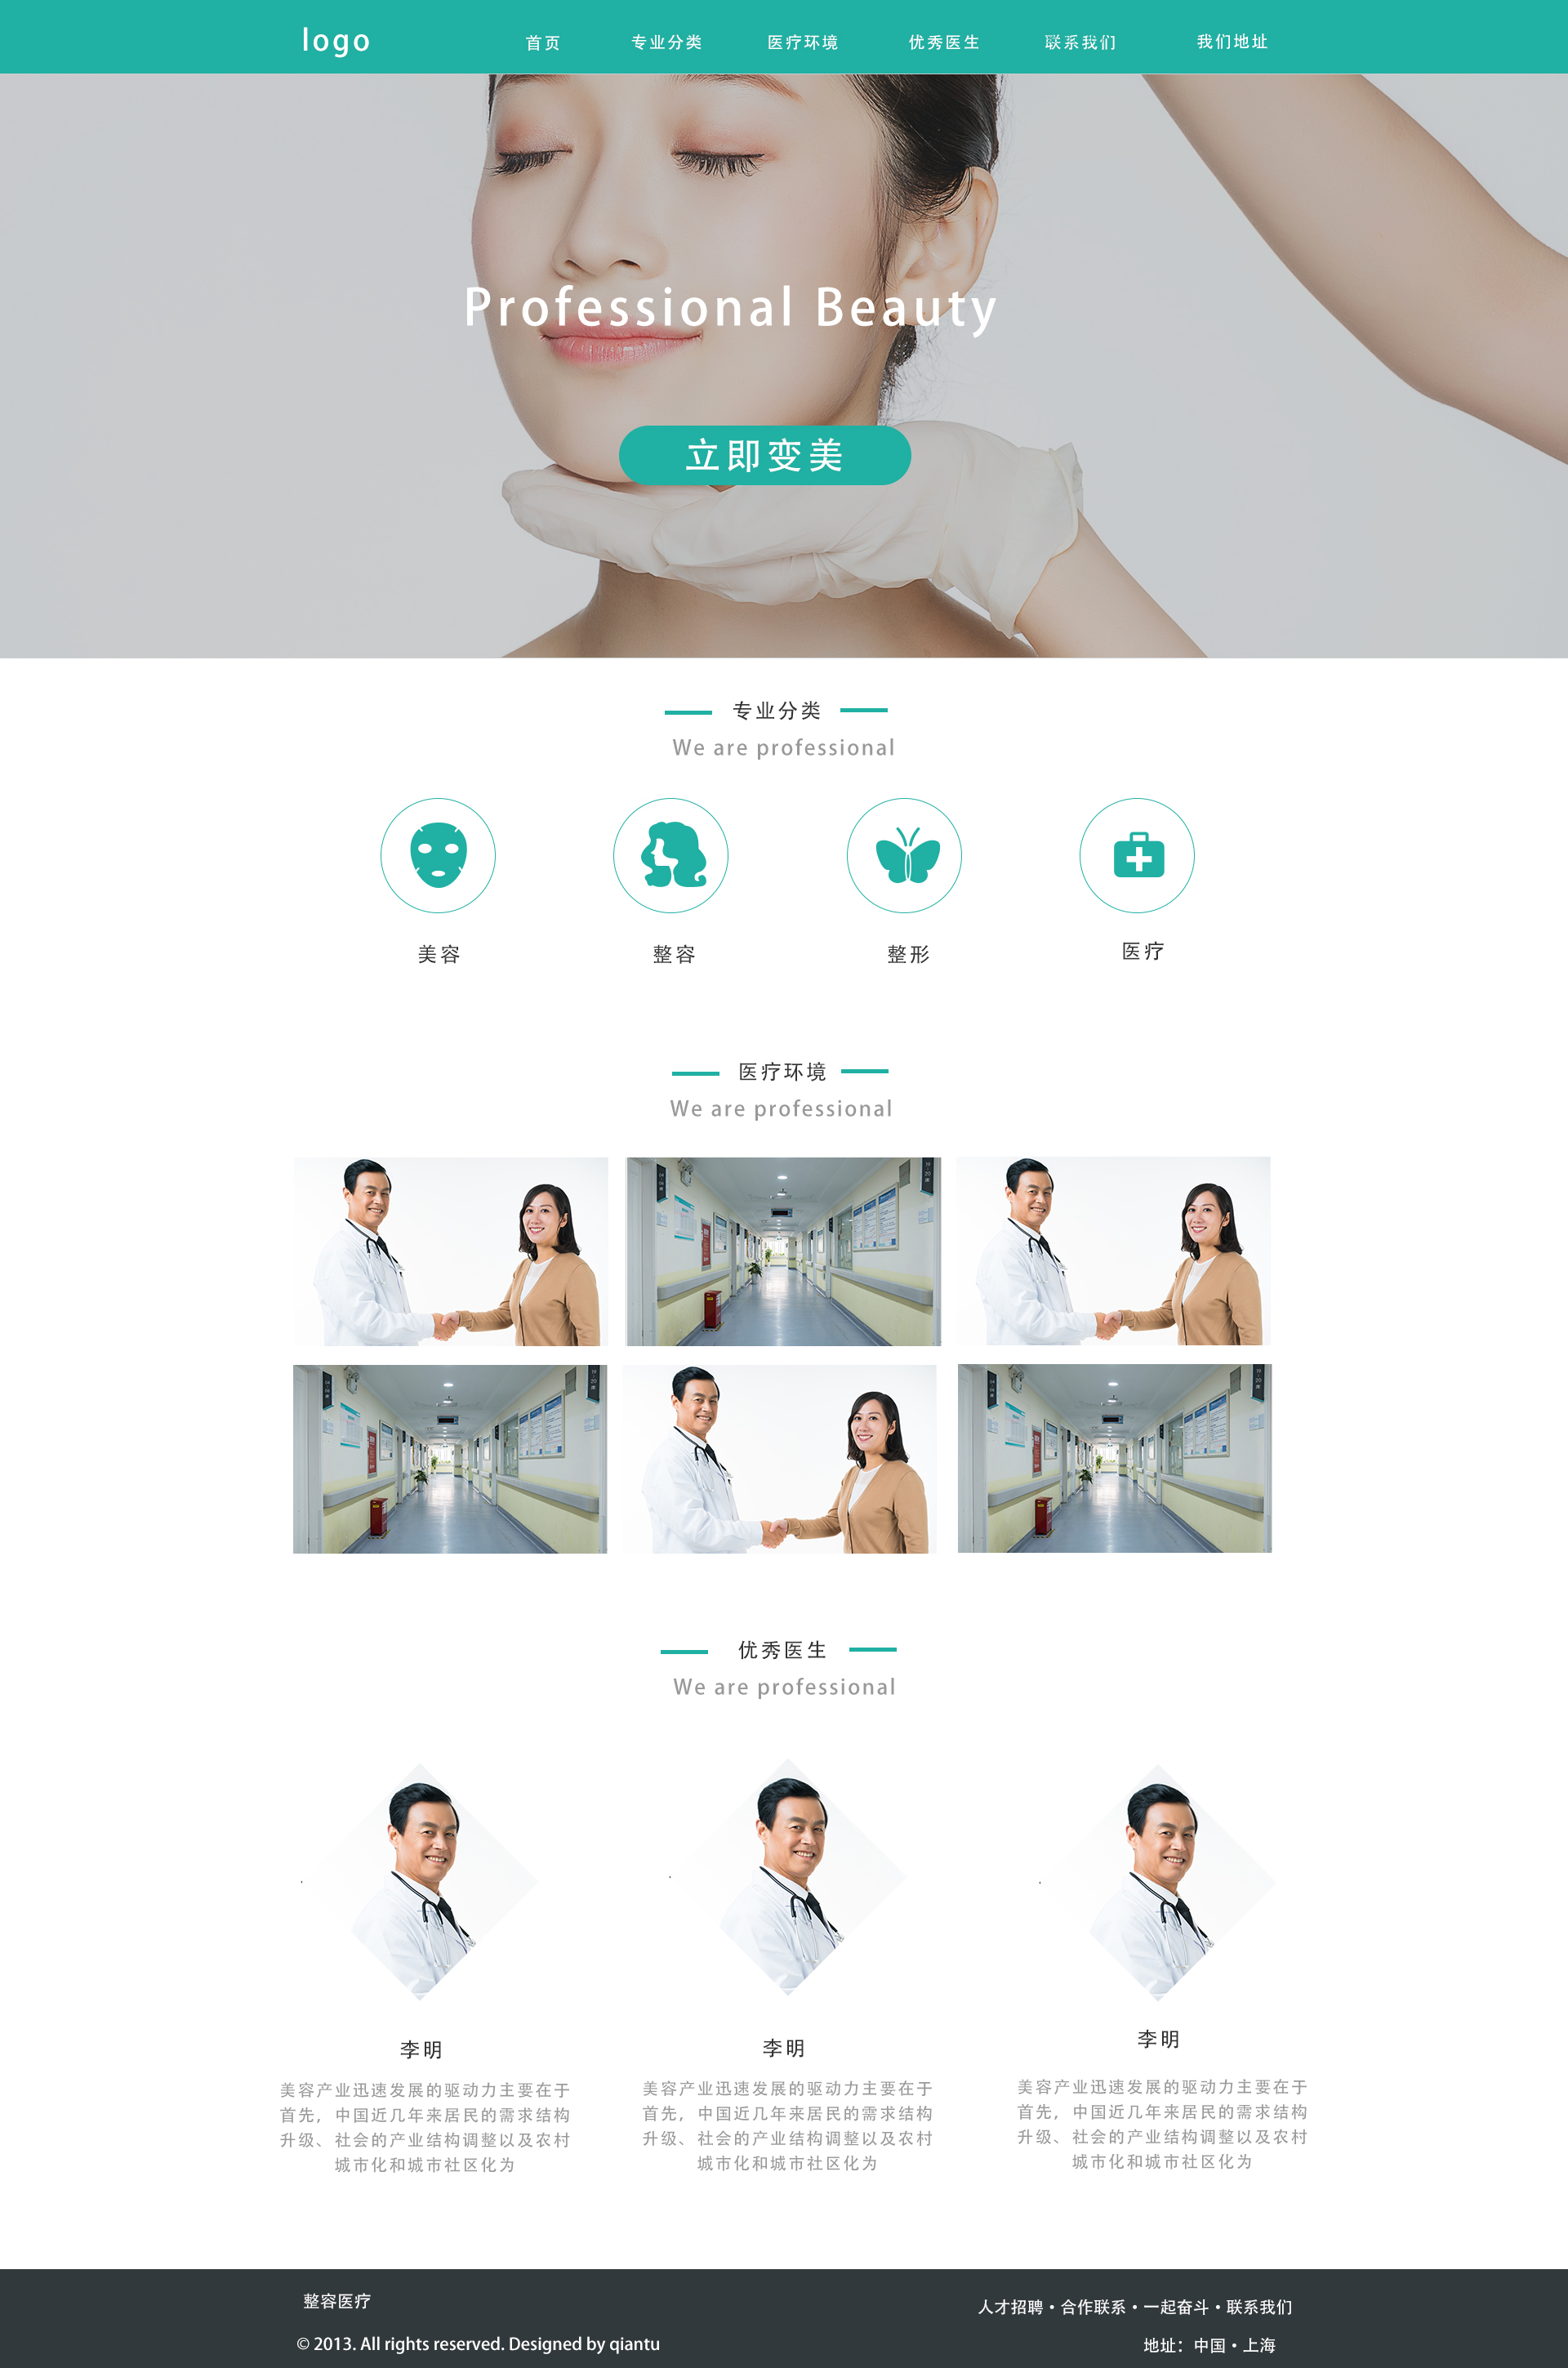 logo
首页 专业分类 医疗环境 优秀医生 联系我们 我们地址
Professional Beauty
立即变美
专业分类
We are professional
美容 整容 整形 医疗
医疗环境
We are professional
优秀医生
We are professional
李明
美容产业迅速发展的驱动力主要在于
首先，中国近几年来居民的需求结构
升级、社会的产业结构调整以及农村
城市化和城市社区化为
李明
美容产业迅速发展的驱动力主要在于
首先，中国近几年来居民的需求结构
升级、社会的产业结构调整以及农村
城市化和城市社区化为
李明
美容产业迅速发展的驱动力主要在于
首先，中国近几年来居民的需求结构
升级、社会的产业结构调整以及农村
城市化和城市社区化为
整容医疗
© 2013. All rights reserved. Designed by qiantu
人才招聘·合作联系·一起奋斗·联系我们
地址：中国·上海